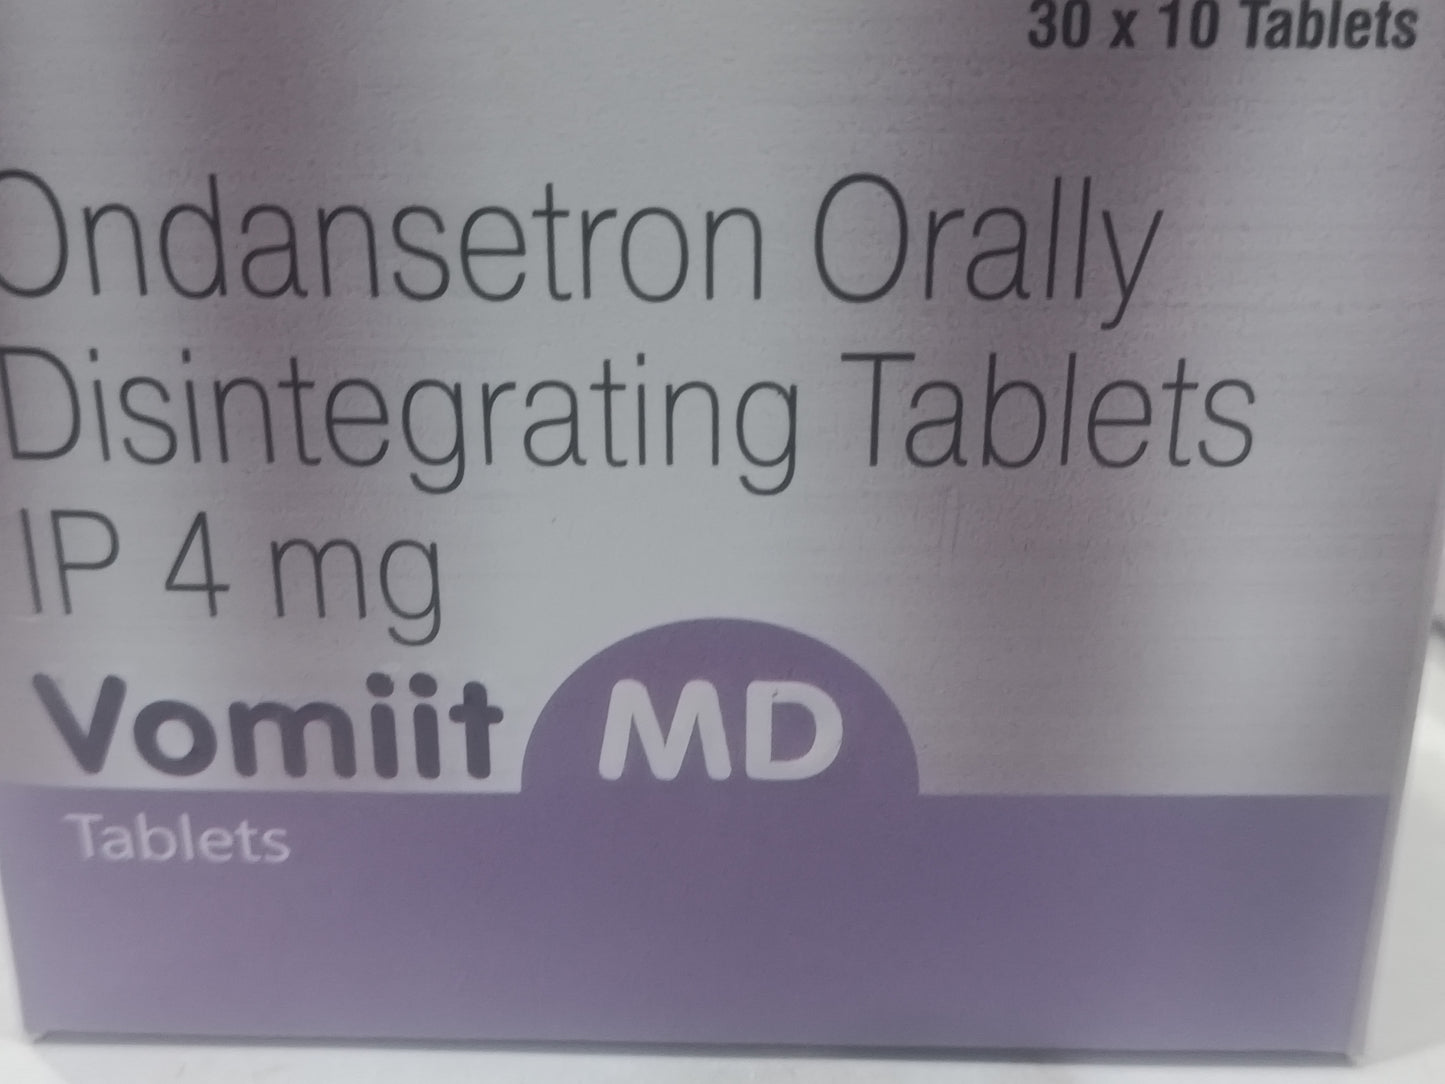 30 x 10 Tablets
Ondansetron Orally
Disintegrating Tablets
IP 4 mg
Vomiit MD
Tablets